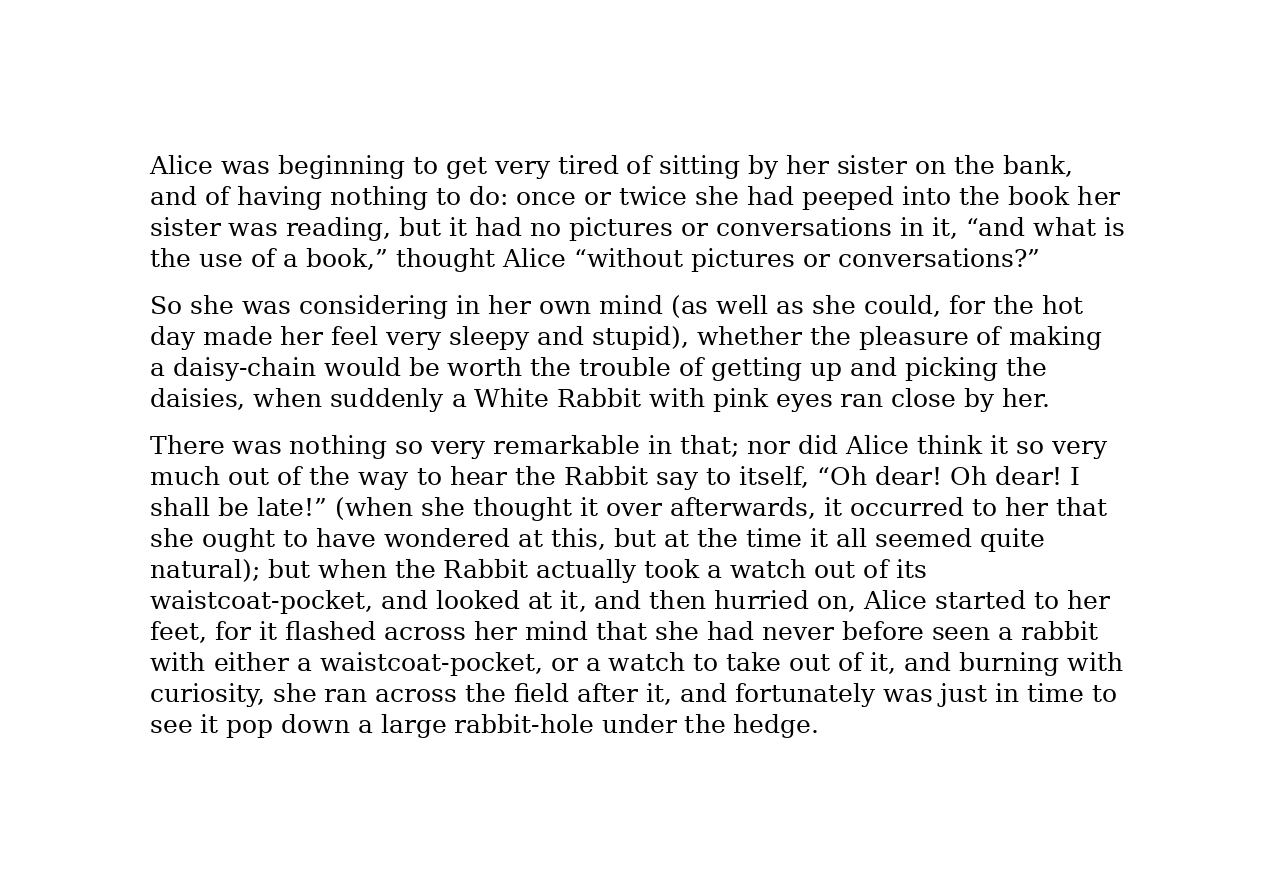 Alice was beginning to get very tired of sitting by her sister on the bank,
and of having nothing to do: once or twice she had peeped into the book her
sister was reading, but it had no pictures or conversations in it, “and what is
the use of a book,” thought Alice “without pictures or conversations?”
So she was considering in her own mind (as well as she could, for the hot
day made her feel very sleepy and stupid), whether the pleasure of making
a daisy-chain would be worth the trouble of getting up and picking the
daisies, when suddenly a White Rabbit with pink eyes ran close by her.
There was nothing so very remarkable in that; nor did Alice think it so very
much out of the way to hear the Rabbit say to itself, “Oh dear! Oh dear! I
shall be late!” (when she thought it over afterwards, it occurred to her that
she ought to have wondered at this, but at the time it all seemed quite
natural); but when the Rabbit actually took a watch out of its
waistcoat-pocket, and looked at it, and then hurried on, Alice started to her
feet, for it flashed across her mind that she had never before seen a rabbit
with either a waistcoat-pocket, or a watch to take out of it, and burning with
curiosity, she ran across the field after it, and fortunately was just in time to
see it pop down a large rabbit-hole under the hedge.